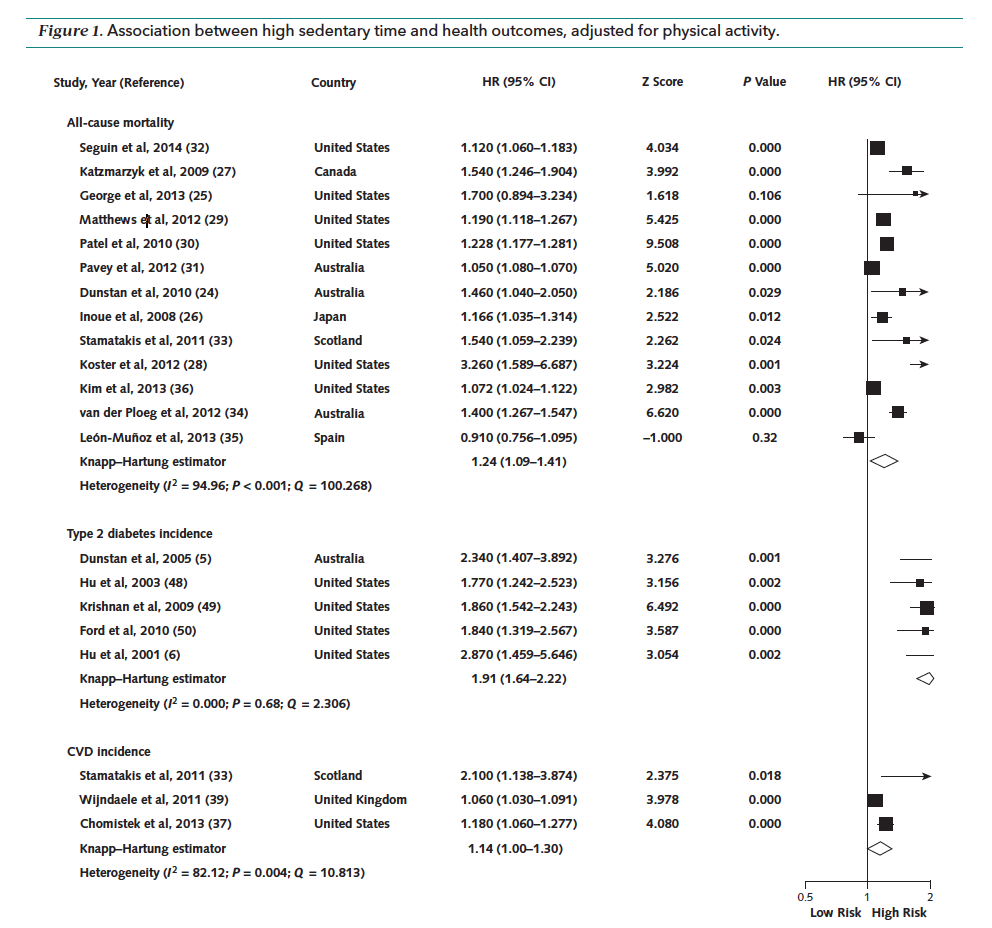 Figure 1. Association between high sedentary time and health outcomes, adjusted for physical activity.
Study, Year (Reference) Country HR (95% CI) Z Score P Value HR (95% CI)
All-cause mortality
Seguin et al, 2014 (32) United States 1.120 (1.060–1.183) 4.034 0.000
Katzmarzyk et al, 2009 (27) Canada 1.540 (1.246–1.904) 3.992 0.000
George et al, 2013 (25) United States 1.700 (0.894–3.234) 1.618 0.106
Matthews et al, 2012 (29) United States 1.190 (1.118–1.267) 5.425 0.000
Patel et al, 2010 (30) United States 1.228 (1.177–1.281) 9.508 0.000
Pavey et al, 2012 (31) Australia 1.050 (1.080–1.070) 5.020 0.000
Dunstan et al, 2010 (24) Australia 1.460 (1.040–2.050) 2.186 0.029
Inoue et al, 2008 (26) Japan 1.166 (1.035–1.314) 2.522 0.012
Stamatakis et al, 2011 (33) Scotland 1.540 (1.059–2.239) 2.262 0.024
Koster et al, 2012 (28) United States 3.260 (1.589–6.687) 3.224 0.001
Kim et al, 2013 (36) United States 1.072 (1.024–1.122) 2.982 0.003
van der Ploeg et al, 2012 (34) Australia 1.400 (1.267–1.547) 6.620 0.000
León-Muñoz et al, 2013 (35) Spain 0.910 (0.756–1.095) –1.000 0.32
Knapp–Hartung estimator 1.24 (1.09–1.41)
Heterogeneity (I² = 94.96; P < 0.001; Q = 100.268)
Type 2 diabetes incidence
Dunstan et al, 2005 (5) Australia 2.340 (1.407–3.892) 3.276 0.001
Hu et al, 2003 (48) United States 1.770 (1.242–2.523) 3.156 0.002
Krishnan et al, 2009 (49) United States 1.860 (1.542–2.243) 6.492 0.000
Ford et al, 2010 (50) United States 1.840 (1.319–2.567) 3.587 0.000
Hu et al, 2001 (6) United States 2.870 (1.459–5.646) 3.054 0.002
Knapp–Hartung estimator 1.91 (1.64–2.22)
Heterogeneity (I² = 0.000; P = 0.68; Q = 2.306)
CVD incidence
Stamatakis et al, 2011 (33) Scotland 2.100 (1.138–3.874) 2.375 0.018
Wijndaele et al, 2011 (39) United Kingdom 1.060 (1.030–1.091) 3.978 0.000
Chomistek et al, 2013 (37) United States 1.180 (1.060–1.277) 4.080 0.000
Knapp–Hartung estimator 1.14 (1.00–1.30)
Heterogeneity (I² = 82.12; P = 0.004; Q = 10.813)
0.5 1 2
Low Risk High Risk